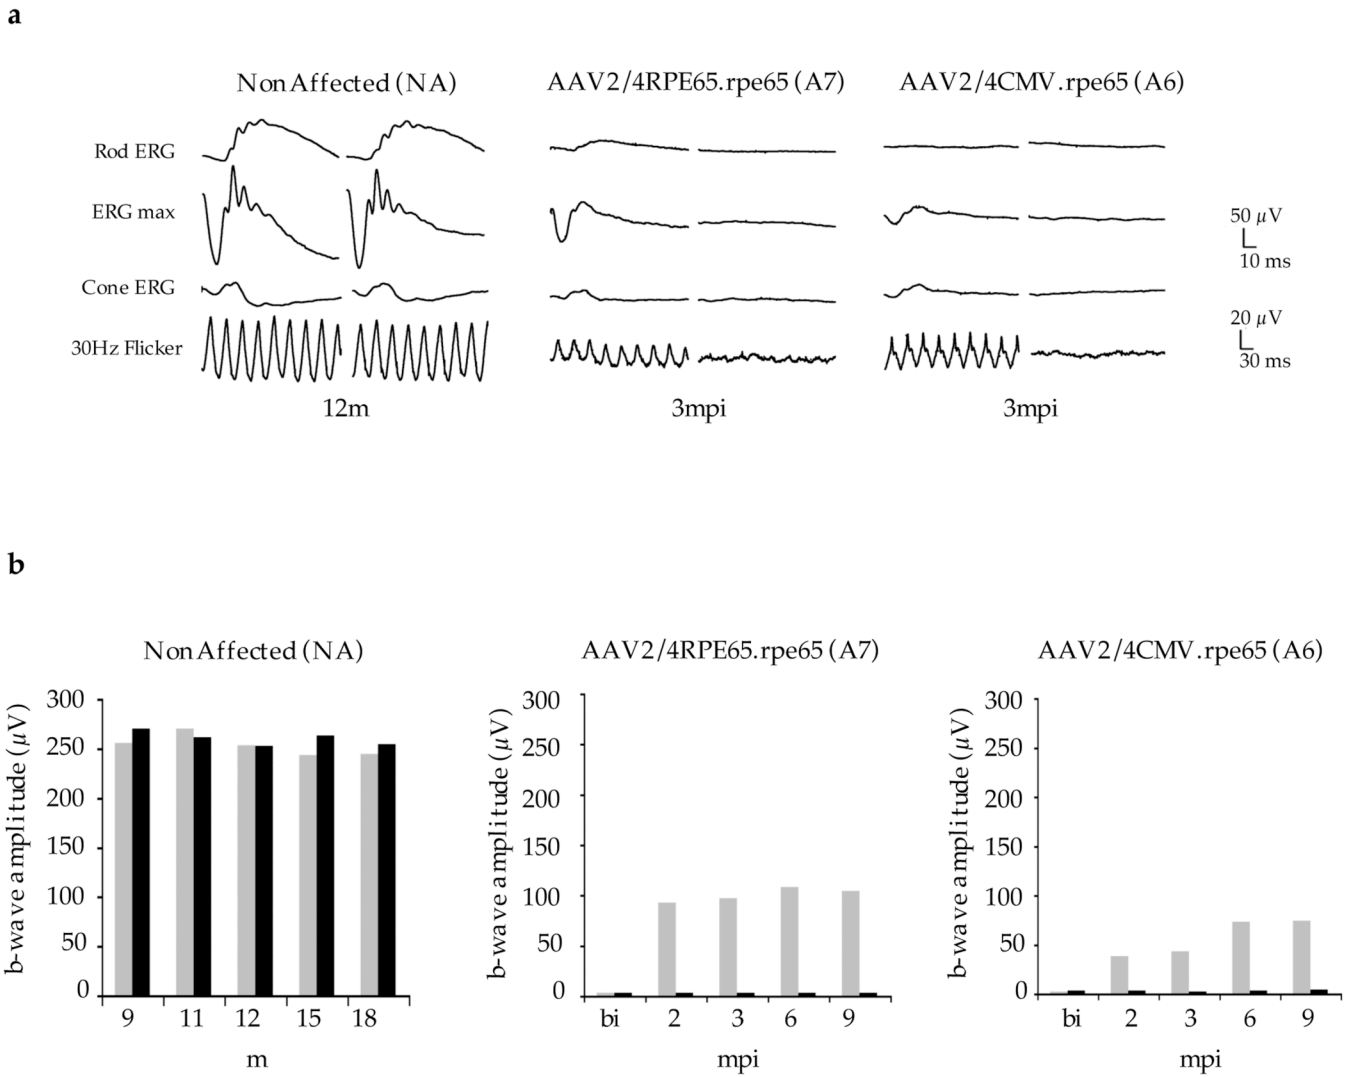 a
NonAffected (NA)
AAV2/4RPE65.rpe65 (A7)
AAV2/4CMV.rpe65 (A6)
Rod ERG
ERG max
50 µV
10 ms
Cone ERG
20 µV
30Hz Flicker
30 ms
12m
3mpi
3mpi
b
NonAffected (NA)
b-wave amplitude (µV)
300
250
200
150
100
50
0
9 11 12 15 18
m
AAV2/4RPE65.rpe65 (A7)
b-wave amplitude (µV)
300
250
200
150
100
50
0
bi 2 3 6 9
mpi
AAV2/4CMV.rpe65 (A6)
b-wave amplitude (µV)
300
250
200
150
100
50
0
bi 2 3 6 9
mpi